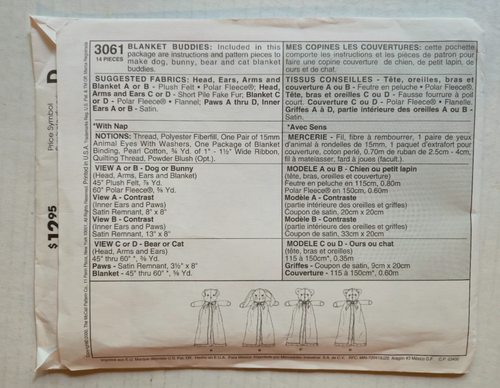 3061
14 PIECES
BLANKET BUDDIES: Included in this
package are instructions and pattern pieces to
make dog, bunny, bear and cat blanket
buddies.
SUGGESTED FABRICS: Head, Ears, Arms
and Blanket A or B - Plush Felt • Polar Fleece®; Head,
Arms and Ears C or D - Short Pile Fake Fur; Blanket C
or D - Polar Fleece® • Flannel; Paws A thru D, Inner
Ears A or B - Satin.
*With Nap
NOTIONS: Thread, Polyester Fiberfill, One Pair of 15mm
Animal Eyes With Washers, One Package of Blanket
Binding, Pearl Cotton, ¾ Yd. of 1" - 1½" Wide Ribbon,
Quilting Thread, Powder Blush (Opt.).
VIEW A or B - Dog or Bunny
(Head, Arms, Ears and Blanket)
45" Plush Felt, ⅞ Yd.
60" Polar Fleece®, ⅝ Yd.
View A - Contrast
(Inner Ears and Paws)
Satin Remnant, 8" x 8"
View B - Contrast
(Inner Ears and Paws)
Satin Remnant, 13" x 8"
VIEW C or D - Bear or Cat
(Head, Arms and Ears)
45" thru 60" *, ⅜ Yd.
Paws - Satin Remnant, 3½" x 8"
Blanket - 45" thru 60" *, ⅝ Yd.
MES COPINES LES COUVERTURES: cette pochette
comporte les instructions et les pièces de patron pour
faire une copine couverture de chien, de petit lapin, de
ours et de chat.
TISSUS CONSEILLES - Tête, oreilles, bras et
couverture A ou B - Feutre en peluche • Polar Fleece®.
Tête, bras et oreilles C ou D - Fausse fourrure à poil
court. Couverture C ou D - Polar Fleece® • Flanelle.
Griffes A à D, partie intérieure des oreilles A ou B -
Satin.
*Avec Sens
MERCERIE - Fil, fibre à rembourrer, 1 paire de yeux
d'animal à rondelles de 15mm, 1 paquet d'extrafort pour
couverture, coton perlé, 0.70m de ruban de 2.5cm - 4cm,
fil à matelasser, fard à joues (facult.).
MODELE A ou B - Chien ou petit lapin
(tête, bras, oreilles et couverture)
Feutre en peluche en 115cm, 0.80m
Polar Fleece® en 150cm, 0.60m
Modèle A - Contraste
(partie intérieure des oreilles et griffes)
Coupon de satin, 20cm x 20cm
Modèle B - Contraste
(partie intérieure des oreilles et griffes)
Coupon de satin, 33cm x 20cm
MODELE C ou D - Ours ou chat
(tête, bras et oreilles)
115 à 150cm*, 0.35m
Griffes - Coupon de satin, 9cm x 20cm
Couverture - 115 à 150cm*, 0.60m
Price Symbol
D
$12.95